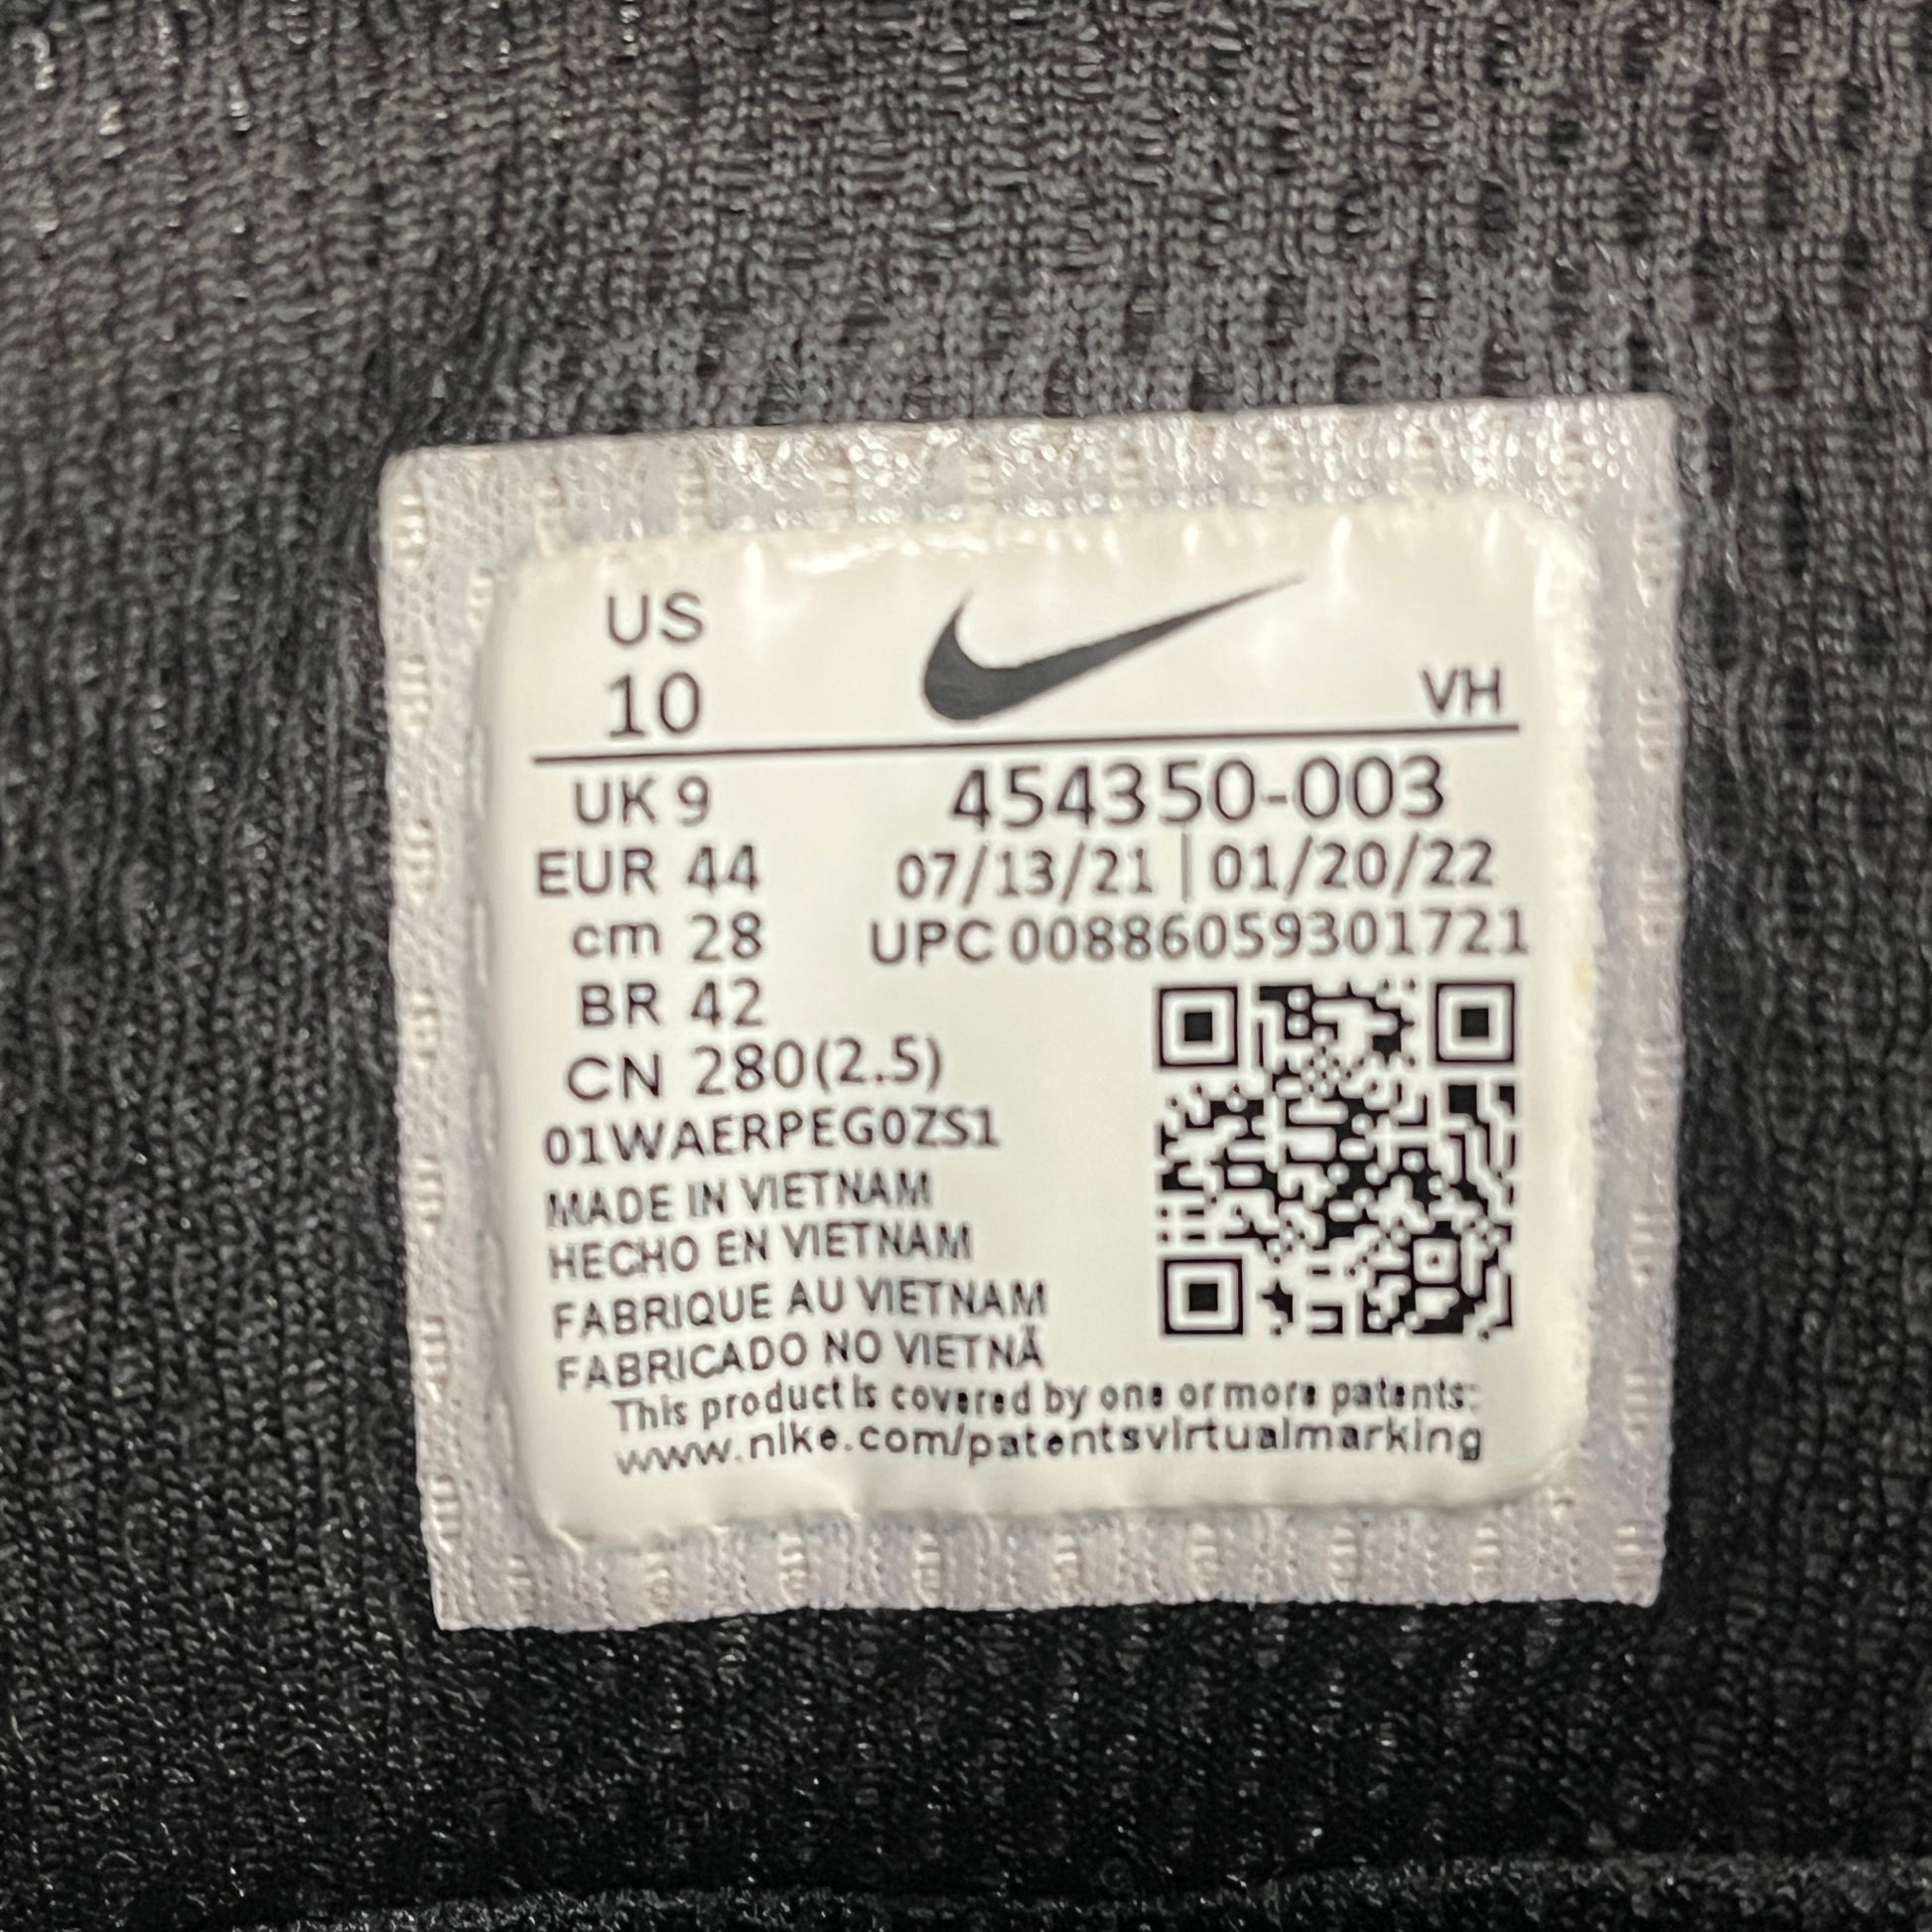 US
10
VH
UK 9
454350-003
EUR 44
07/13/21 | 01/20/22
cm 28
UPC 00886059301721
BR 42
CN 280(2.5)
01WAERPEG0ZS1
MADE IN VIETNAM
HECHO EN VIETNAM
FABRIQUE AU VIETNAM
FABRICADO NO VIETNÃ
This product is covered by one or more patents:
www.nike.com/patentsvirtualmarking